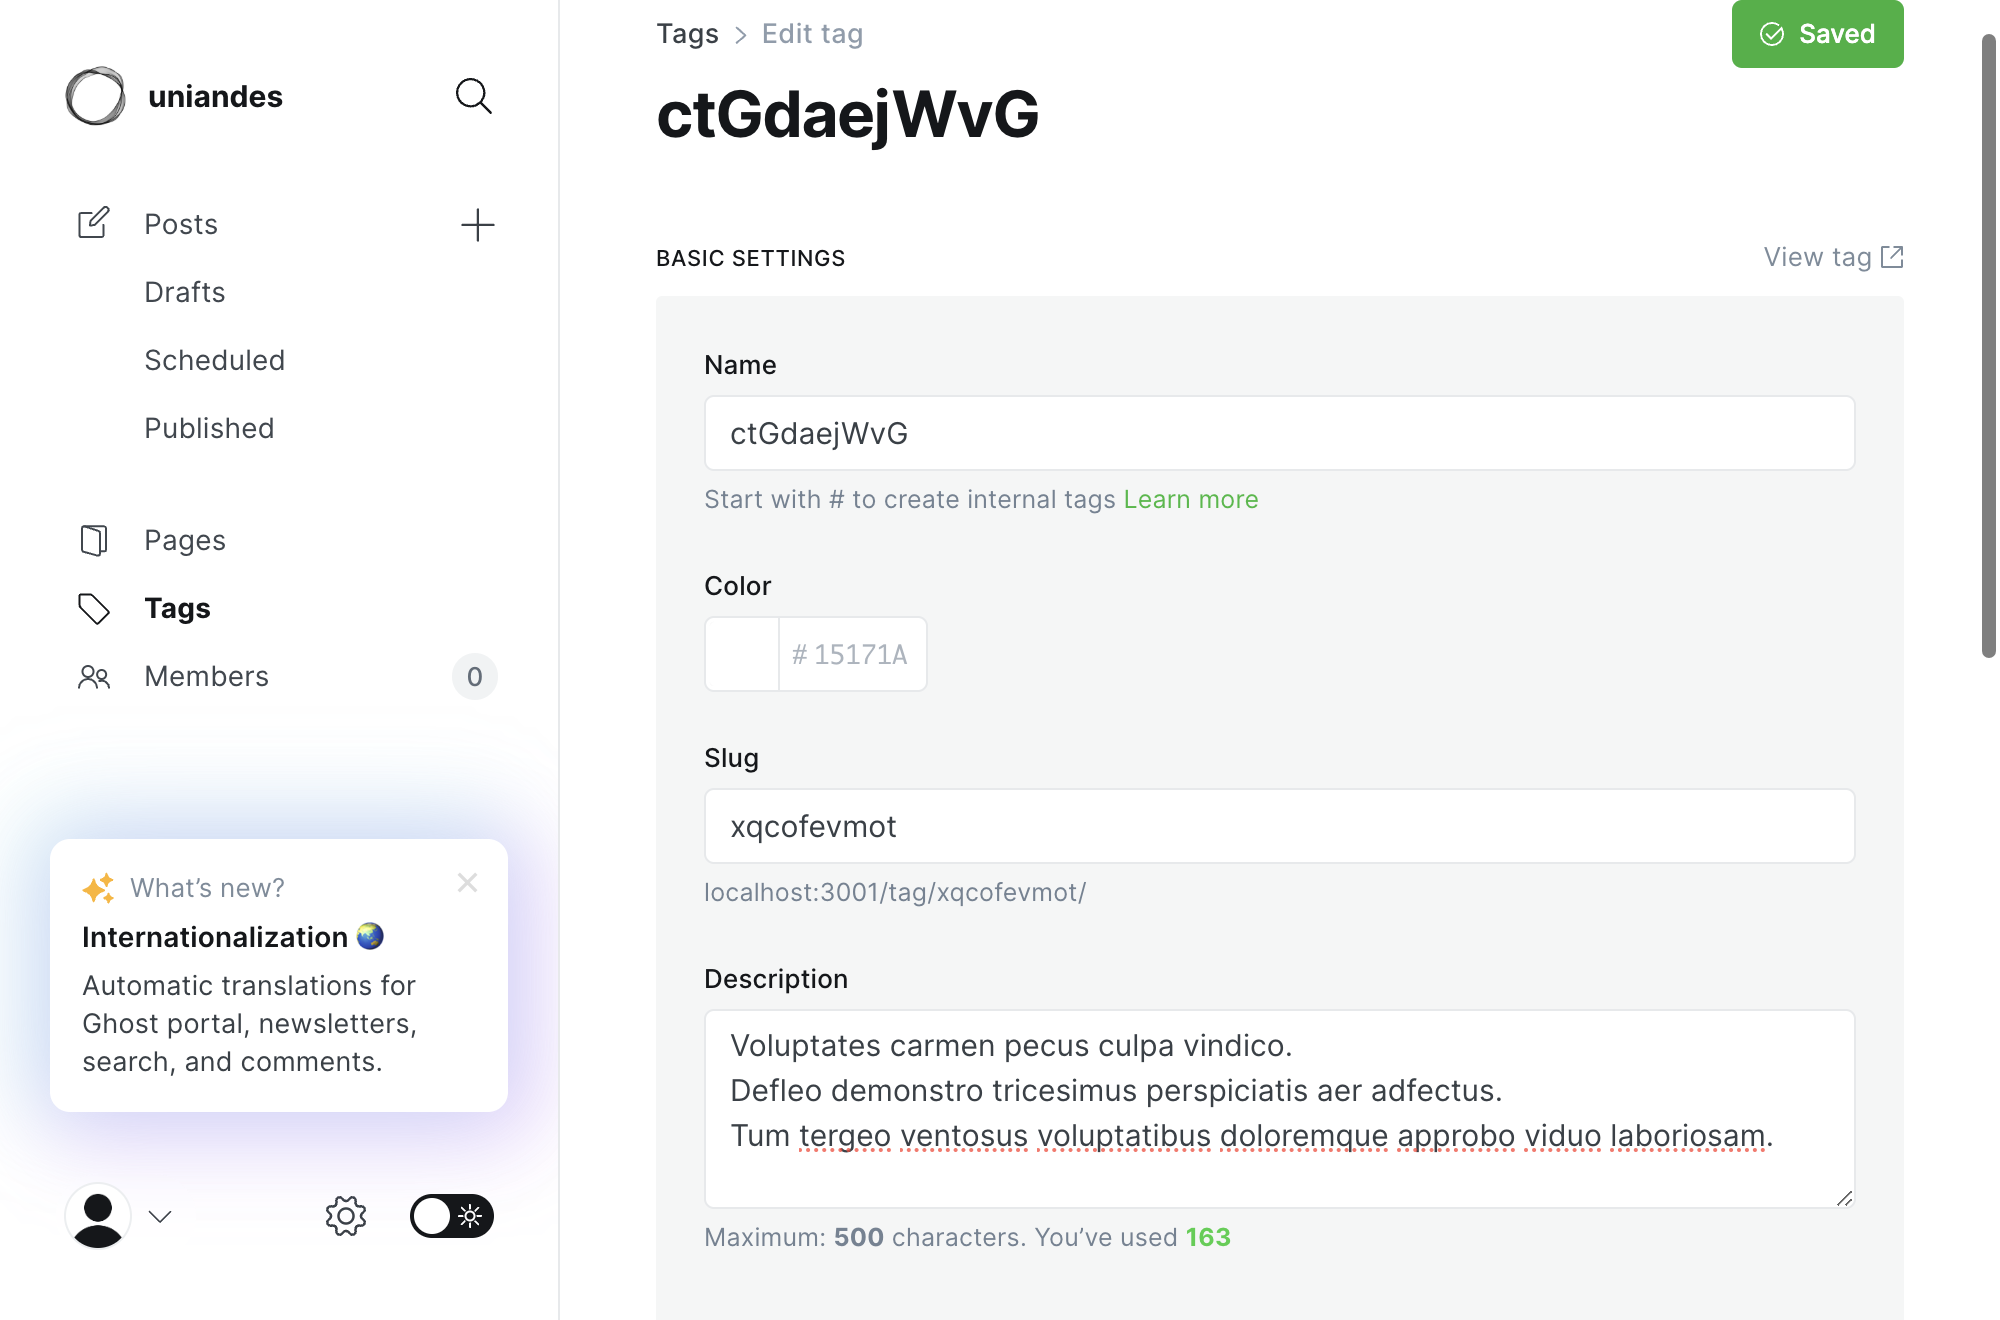 uniandes
Posts
Drafts
Scheduled
Published
Pages
Tags
Members
0
What’s new?
Internationalization
Automatic translations for
Ghost portal, newsletters,
search, and comments.
Tags > Edit tag
Saved
ctGdaejWvG
BASIC SETTINGS
View tag
Name
ctGdaejWvG
Start with # to create internal tags Learn more
Color
# 15171A
Slug
xqcofevmot
localhost:3001/tag/xqcofevmot/
Description
Voluptates carmen pecus culpa vindico.
Defleo demonstro tricesimus perspiciatis aer adfectus.
Tum tergeo ventosus voluptatibus doloremque approbo viduo laboriosam.
Maximum: 500 characters. You’ve used 163